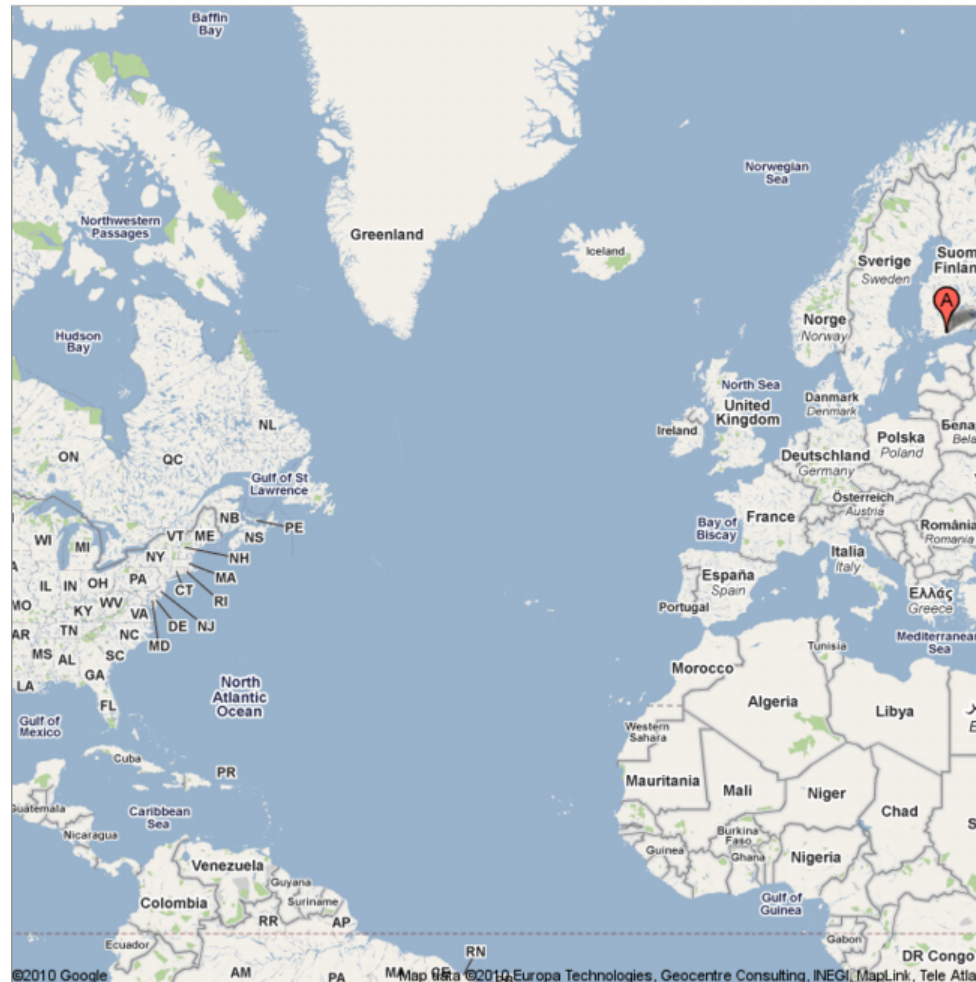 Baffin
Bay
Norwegian
Sea
Northwestern
Passages
Greenland
Iceland
Sverige
Sweden
Suom
Finlan
A
Norge
Norway
Hudson
Bay
North Sea
Danmark
Denmark
United
Kingdom
Ireland
NL
Polska
Poland
Белар
Bela
ON
QC
Deutschland
Germany
Gulf of St
Lawrence
Österreich
Austria
France
NB
PE
NS
VT
ME
Bay of
Biscay
România
Romania
WI
MI
NY
NH
Italia
Italy
MA
España
Spain
IL
IN
OH
PA
CT
RI
Ελλάς
Greece
Portugal
MO
KY
WV
VA
DE
NJ
MD
AR
TN
NC
Mediterranean
Sea
Tunisia
MS
AL
SC
Morocco
GA
LA
North
Atlantic
Ocean
Algeria
Libya
FL
Gulf of
Mexico
Western
Sahara
Cuba
PR
Mauritania
Mali
Niger
Chad
Guatemala
Caribbean
Sea
Nicaragua
Burkina
Faso
Guinea
Ghana
Nigeria
Venezuela
Guyana
Suriname
Colombia
RR
AP
Gulf of
Guinea
Ecuador
Gabon
RN
DR Congo
AM
PA
MA
CE
©2010 Google
Map data ©2010 Europa Technologies, Geocentre Consulting, INEGI, MapLink, Tele Atla